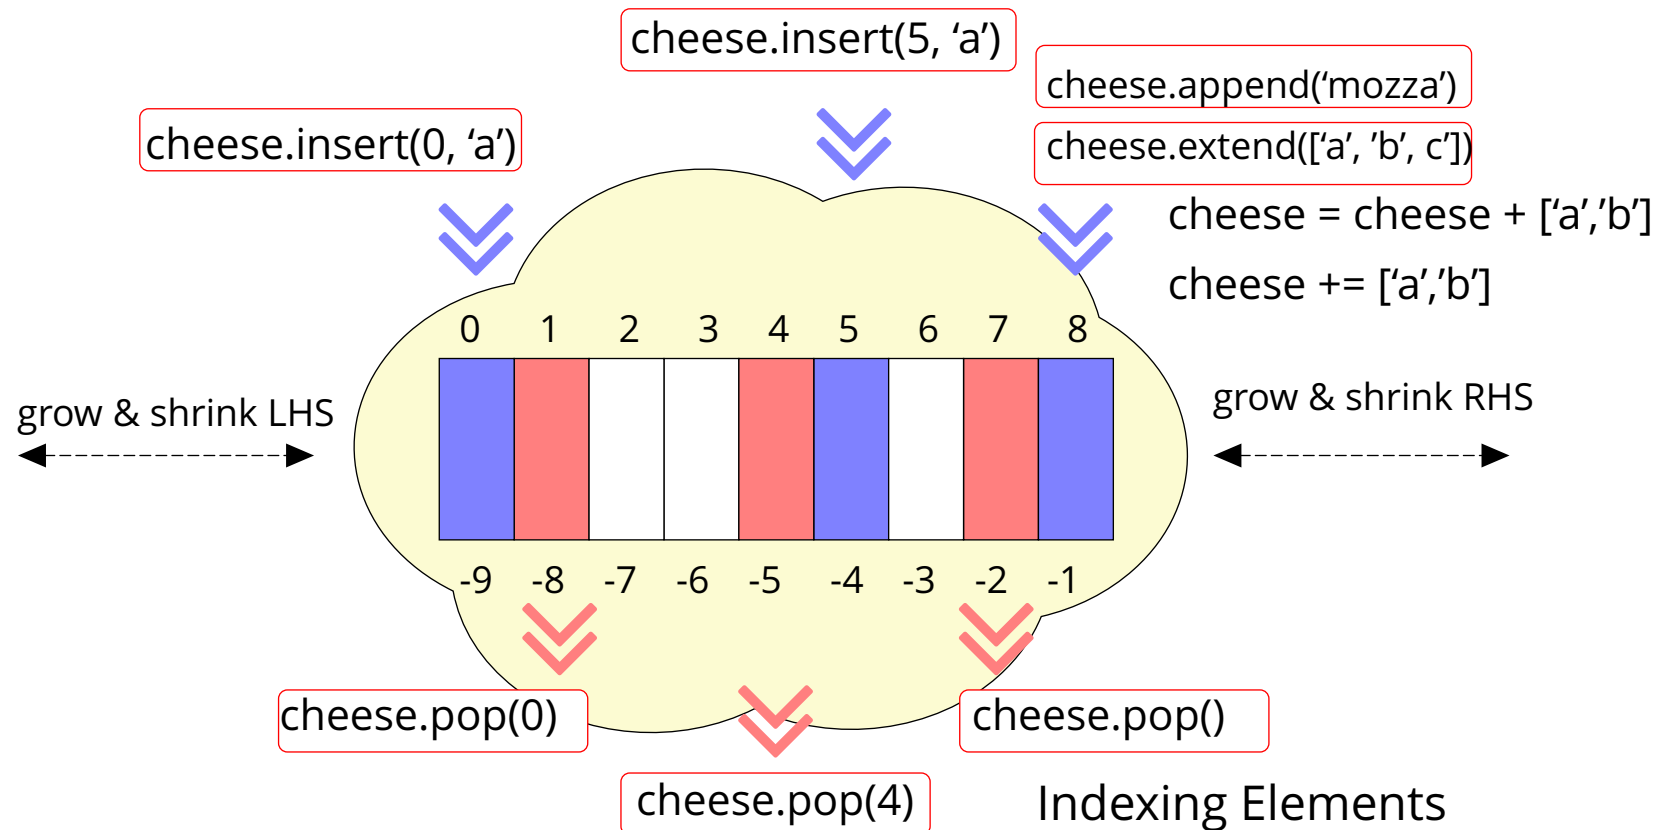 cheese.insert(5, ‘a’)
cheese.append(‘mozza’)
cheese.insert(0, ‘a’)
cheese.extend([‘a’, ’b’, c’])
cheese = cheese + [‘a’,’b’]
cheese += [‘a’,’b’]
0 1 2 3 4 5 6 7 8
grow & shrink LHS
grow & shrink RHS
-9 -8 -7 -6 -5 -4 -3 -2 -1
cheese.pop(0)
cheese.pop()
cheese.pop(4)
Indexing Elements